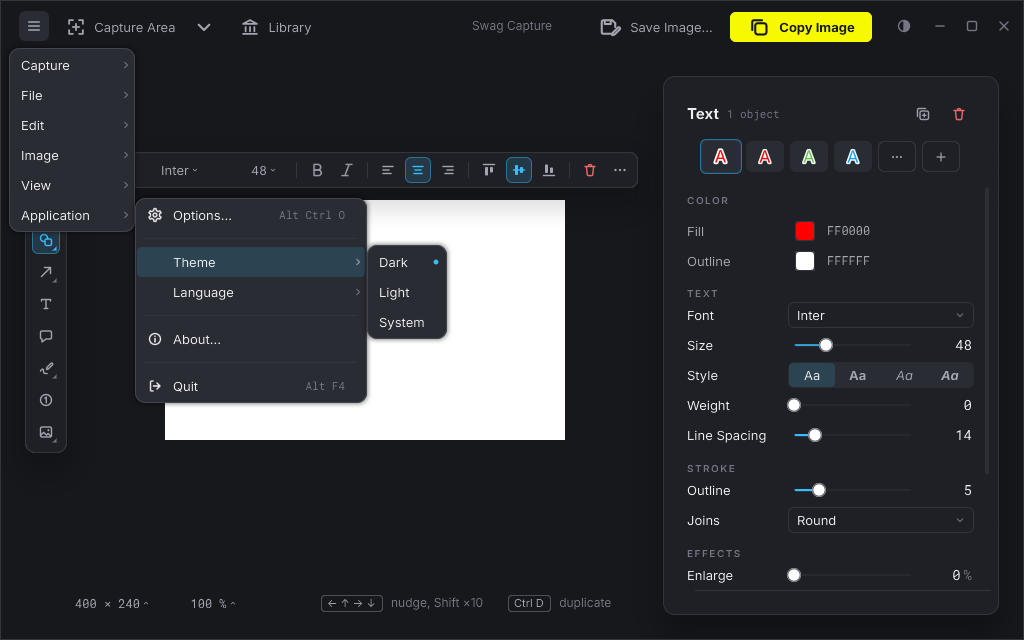 Capture Area
Library
Swag Capture
Save Image...
Copy Image
Capture
File
Edit
Image
View
Application
Inter
48
B
I
Options...
Alt Ctrl O
Theme
Language
About...
Quit
Alt F4
Dark
Light
System
T
1
400 × 240
100 %
← ↑ → ↓
nudge, Shift ×10
Ctrl D
duplicate
Text
1 object
A
A
A
A
COLOR
Fill
FF0000
Outline
FFFFFF
TEXT
Font
Inter
Size
48
Style
Aa
Aa
Aa
Aa
Weight
0
Line Spacing
14
STROKE
Outline
5
Joins
Round
EFFECTS
Enlarge
0 %